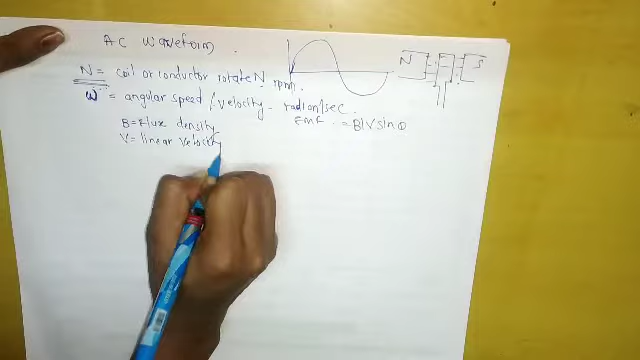 AC Waveform.
N S
N = coil or conductor rotate N rpm.
ω = angular speed / velocity - radian/sec.
EMF = BlV sin θ
B = Flux density
V = linear velocity